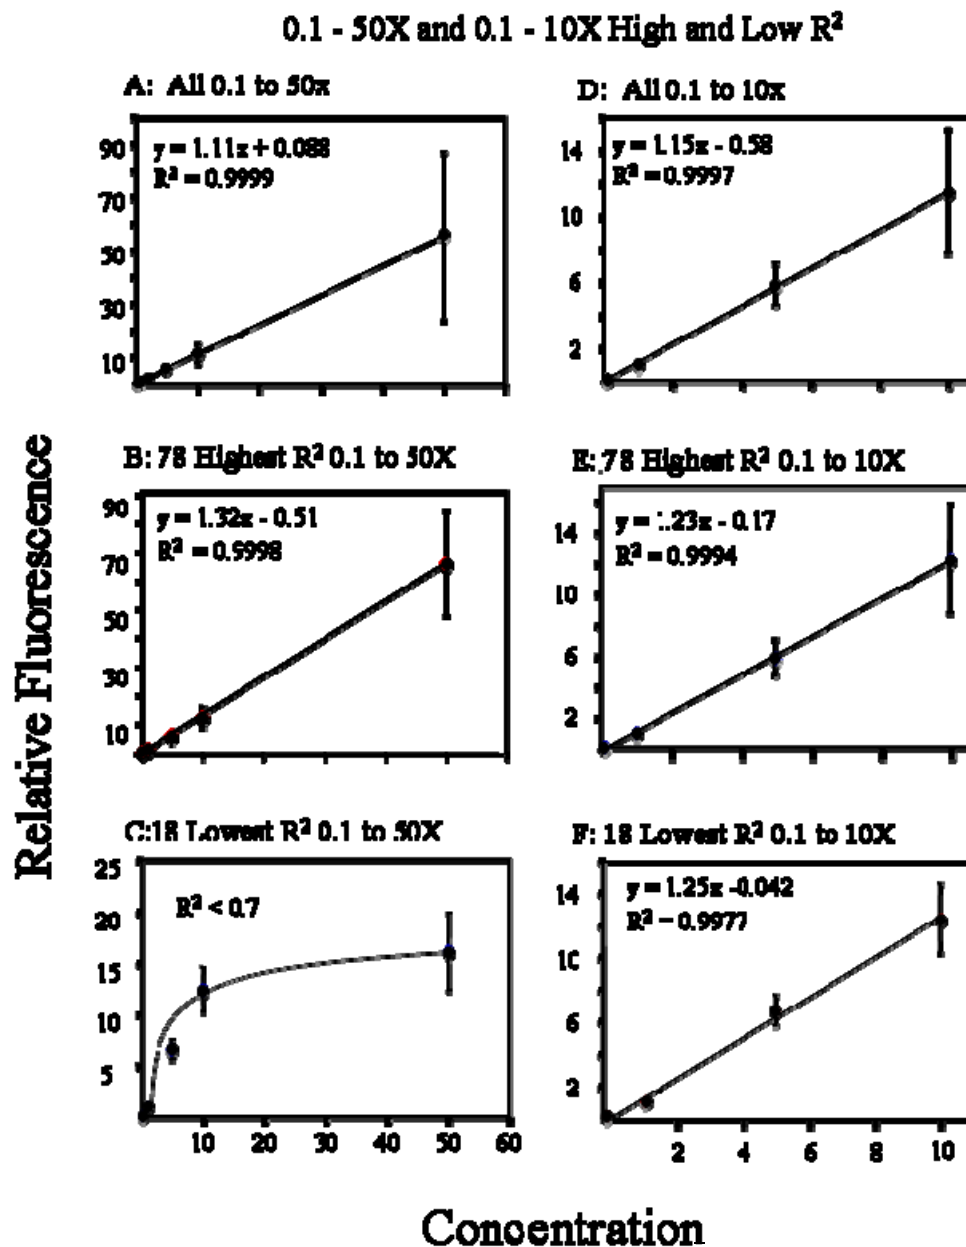 0.1 - 50X and 0.1 - 10X High and Low R²
A: All 0.1 to 50x
y = 1.11x + 0.088
R² = 0.9999
90
70
50
30
10
D: All 0.1 to 10x
y = 1.15x - 0.58
R² = 0.9997
14
10
6
2
B: 78 Highest R² 0.1 to 50X
y = 1.32x - 0.51
R² = 0.9998
90
70
50
30
10
E: 78 Highest R² 0.1 to 10X
y = 1.23x - 0.17
R² = 0.9994
14
10
6
2
C:18 Lowest R² 0.1 to 50X
R² < 0.7
25
20
15
10
5
10 20 30 40 50 60
F: 18 Lowest R² 0.1 to 10X
y = 1.25x -0.042
R² = 0.9977
14
10
6
2
2 4 6 8 10
Relative Fluorescence
Concentration